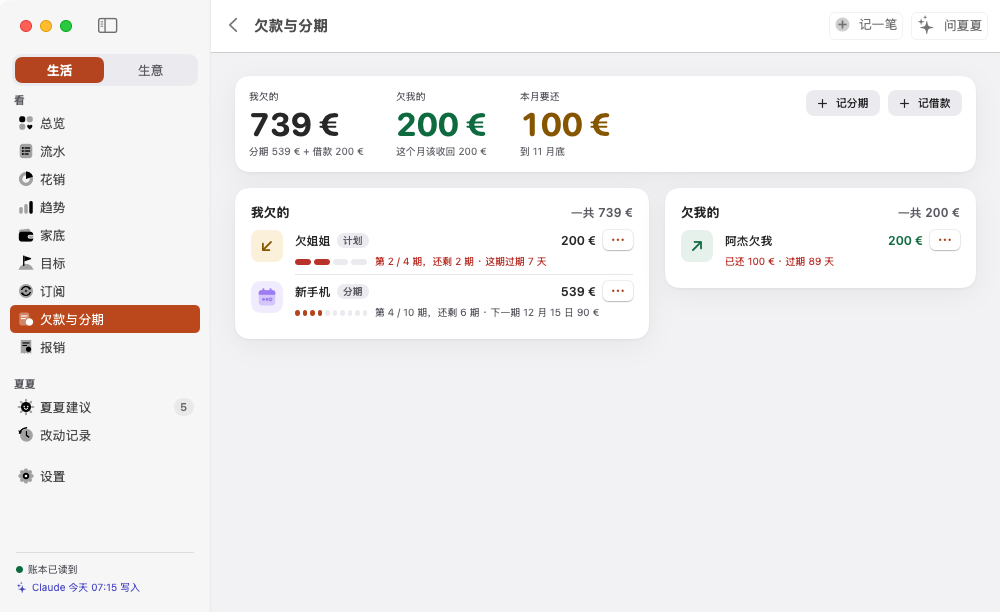 生活
生意
看
总览
流水
花销
趋势
家底
目标
订阅
欠款与分期
报销
夏夏
夏夏建议
5
改动记录
设置
账本已读到
Claude 今天 07:15 写入
欠款与分期
记一笔
问夏夏
我欠的
739 €
分期 539 € + 借款 200 €
欠我的
200 €
这个月该收回 200 €
本月要还
100 €
到 11 月底
+ 记分期
+ 记借款
我欠的
一共 739 €
欠姐姐 计划
200 €
第 2 / 4 期，还剩 2 期 · 这期过期 7 天
新手机 分期
539 €
第 4 / 10 期，还剩 6 期 · 下一期 12 月 15 日 90 €
欠我的
一共 200 €
阿杰欠我
200 €
已还 100 € · 过期 89 天